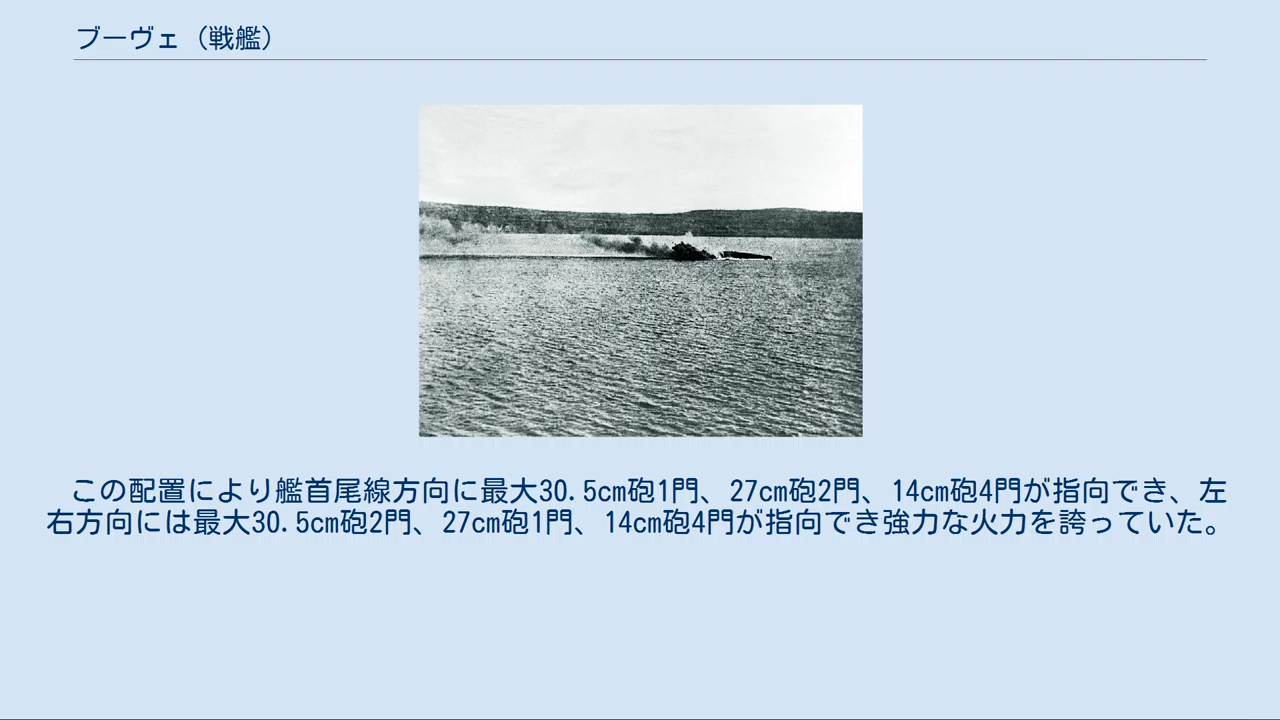 ブーヴェ（戦艦）
この配置により艦首尾線方向に最大30.5cm砲1門、27cm砲2門、14cm砲4門が指向でき、左
右方向には最大30.5cm砲2門、27cm砲1門、14cm砲4門が指向でき強力な火力を誇っていた。